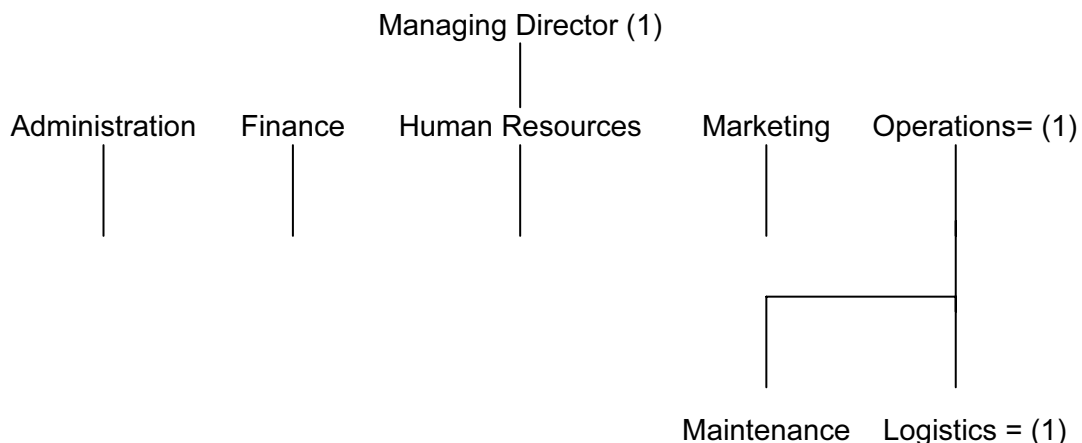 Managing Director (1)
Administration Finance Human Resources Marketing Operations= (1)
Maintenance Logistics = (1)